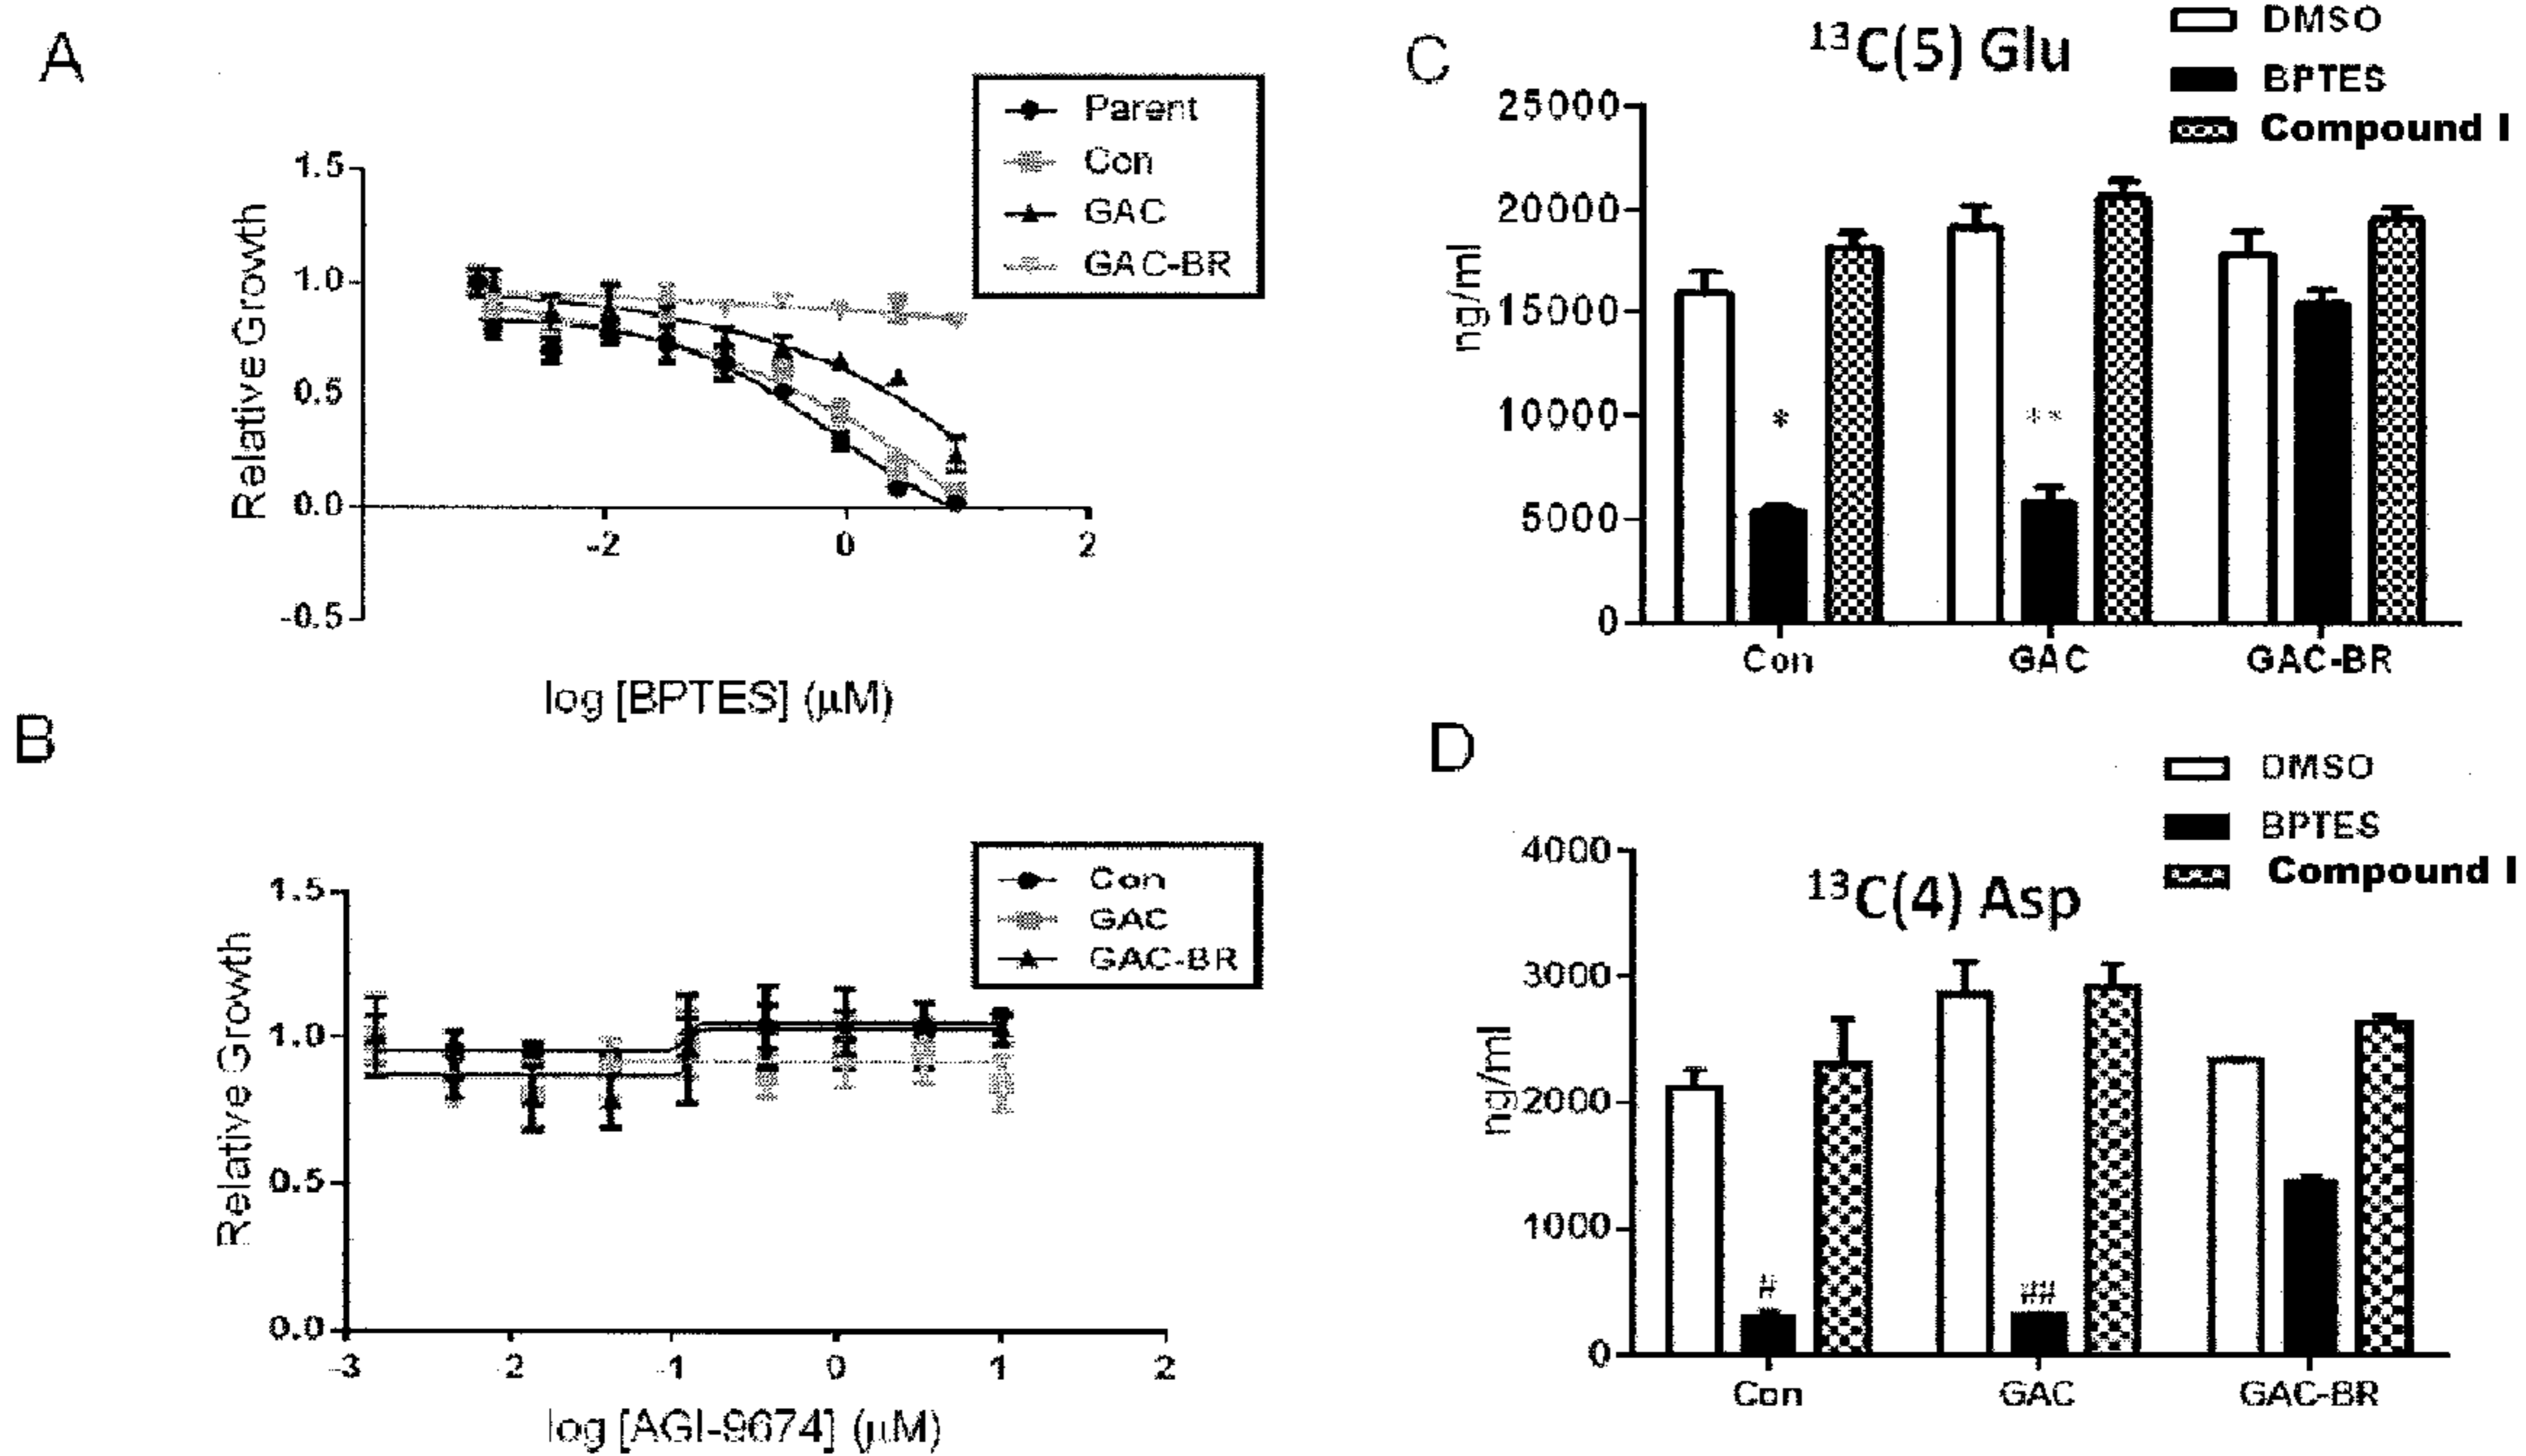 A
Parent
Con
GAC
GAC-BR
1.5
1.0
0.5
0.0
-0.5
-2
0
2
Relative Growth
log [BPTES] (µM)
B
Con
GAC
GAC-BR
1.5
1.0
0.5
0.0
-3
-2
-1
0
1
2
Relative Growth
log [AGI-9674] (µM)
C
¹³C(5) Glu
DMSO
BPTES
Compound I
25000
20000
15000
10000
5000
0
ng/ml
*
**
Con
GAC
GAC-BR
D
¹³C(4) Asp
DMSO
BPTES
Compound I
4000
3000
2000
1000
0
ng/ml
#
##
Con
GAC
GAC-BR